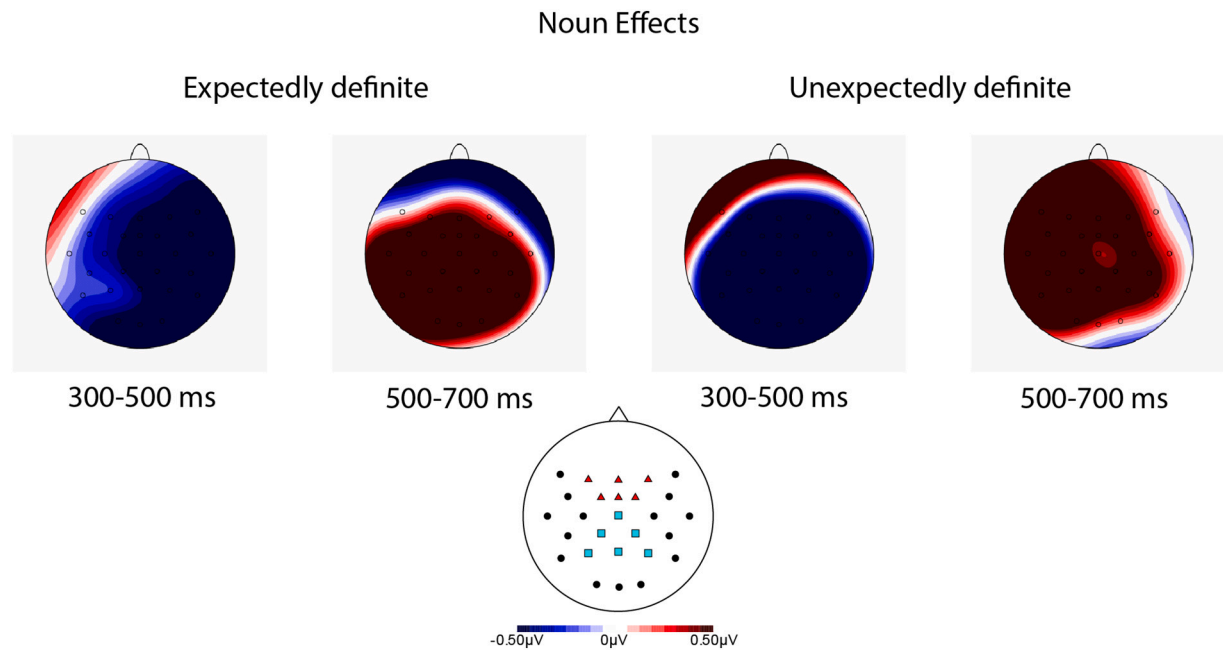 Noun Effects
Expectedly definite
Unexpectedly definite
300-500 ms
500-700 ms
300-500 ms
500-700 ms
-0.50µV
0µV
0.50µV